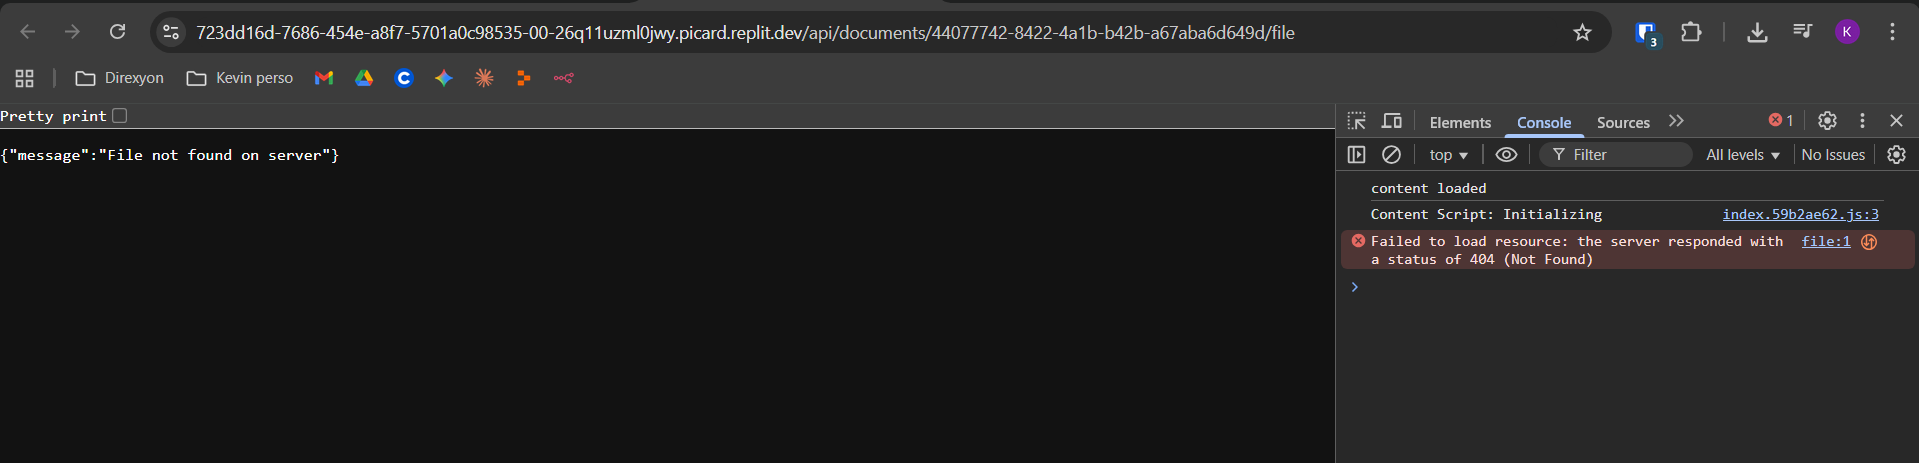 723dd16d-7686-454e-a8f7-5701a0c98535-00-26q11uzml0jwy.picard.replit.dev/api/documents/44077742-8422-4a1b-b42b-a67aba6d649d/file
3
K
Direxyon
Kevin perso
C
Pretty print
{"message":"File not found on server"}
Elements
Console
Sources
1
top
Filter
All levels
No Issues
content loaded
Content Script: Initializing
index.59b2ae62.js:3
Failed to load resource: the server responded with
a status of 404 (Not Found)
file:1